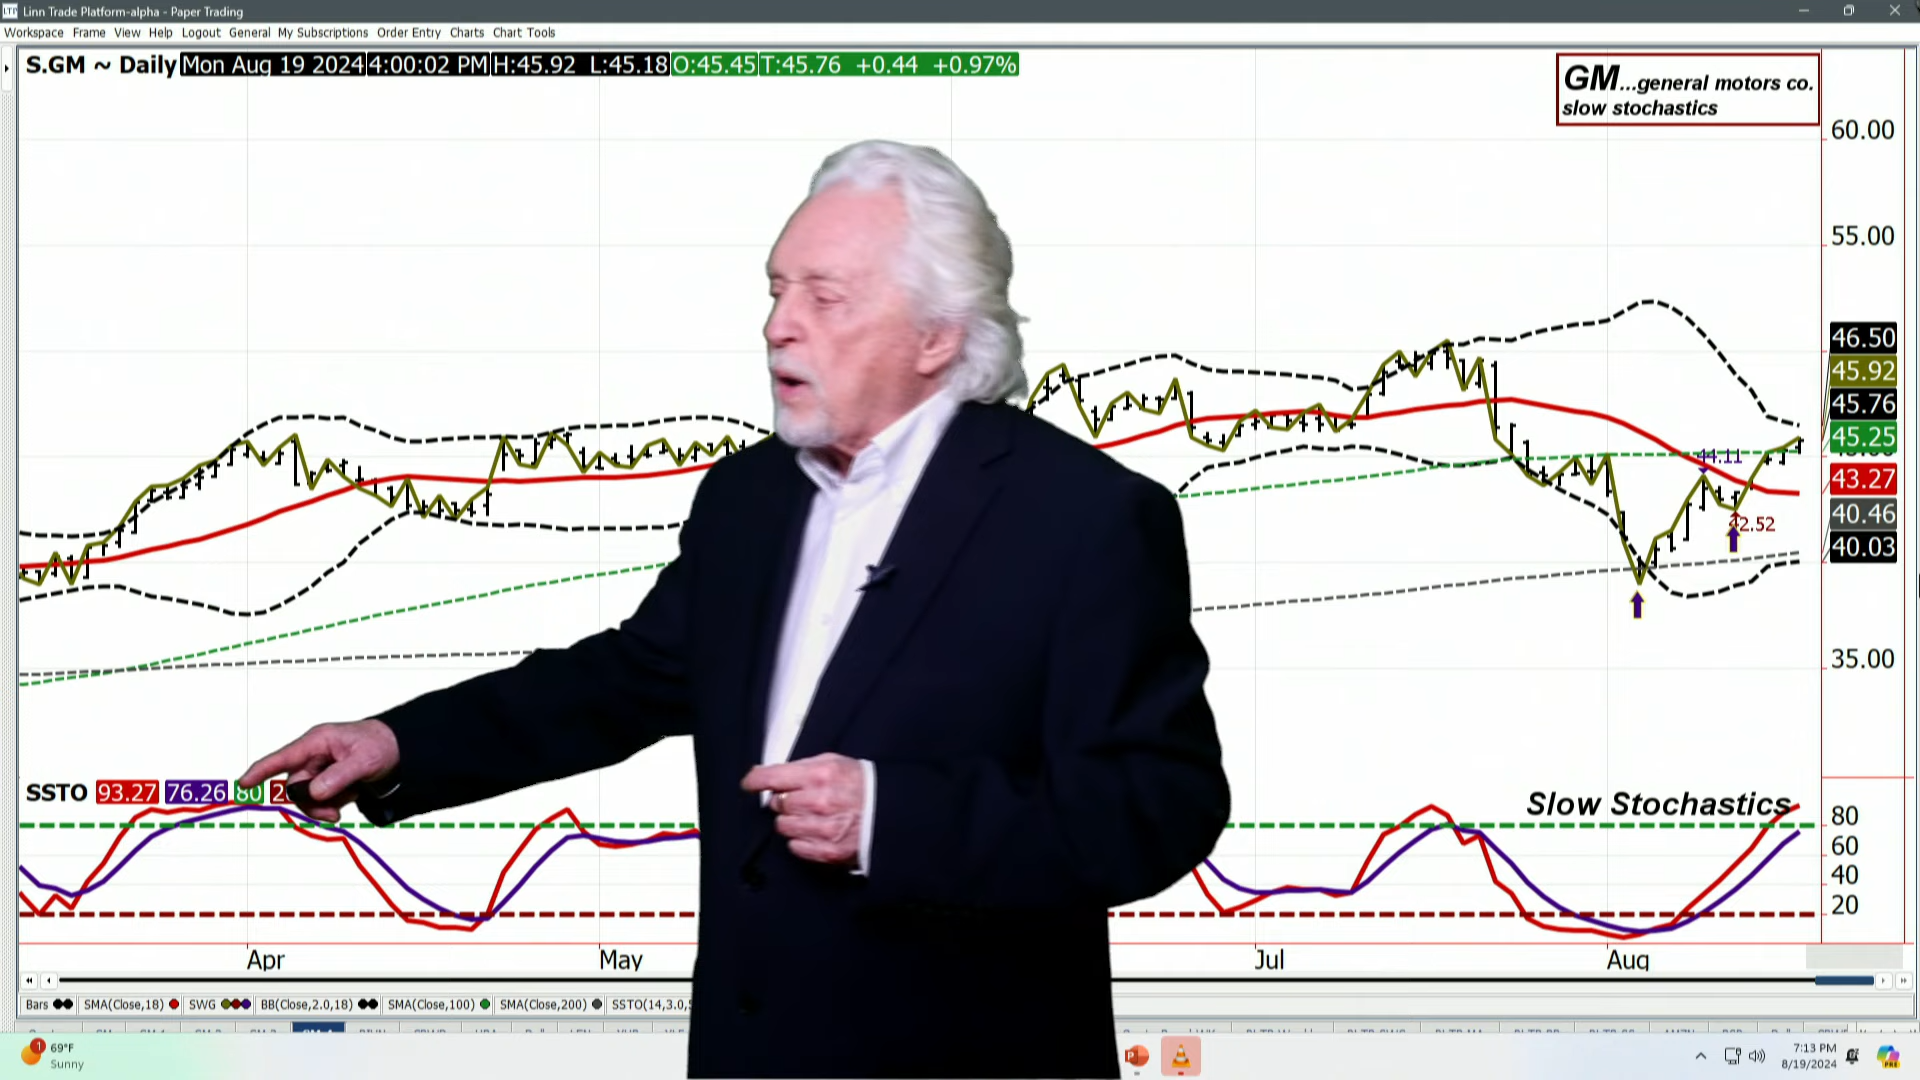 Linn Trade Platform-alpha - Paper Trading
Workspace Frame View Help Logout General My Subscriptions Order Entry Charts Chart Tools
S.GM ~ Daily Mon Aug 19 2024 4:00:02 PM H:45.92 L:45.18 O:45.45 T:45.76 +0.44 +0.97%
GM...general motors co.
slow stochastics
60.00
55.00
46.50
45.92
45.76
45.25
44.11
43.27
40.46
42.52
40.03
35.00
SSTO 93.27 76.26 80
Slow Stochastics
80
60
40
20
Apr May Jul Aug
Bars SMA(Close,18) SWG BB(Close,2.0,18) SMA(Close,100) SMA(Close,200) SSTO(14,3.0,
1 69°F
Sunny
7:13 PM
8/19/2024